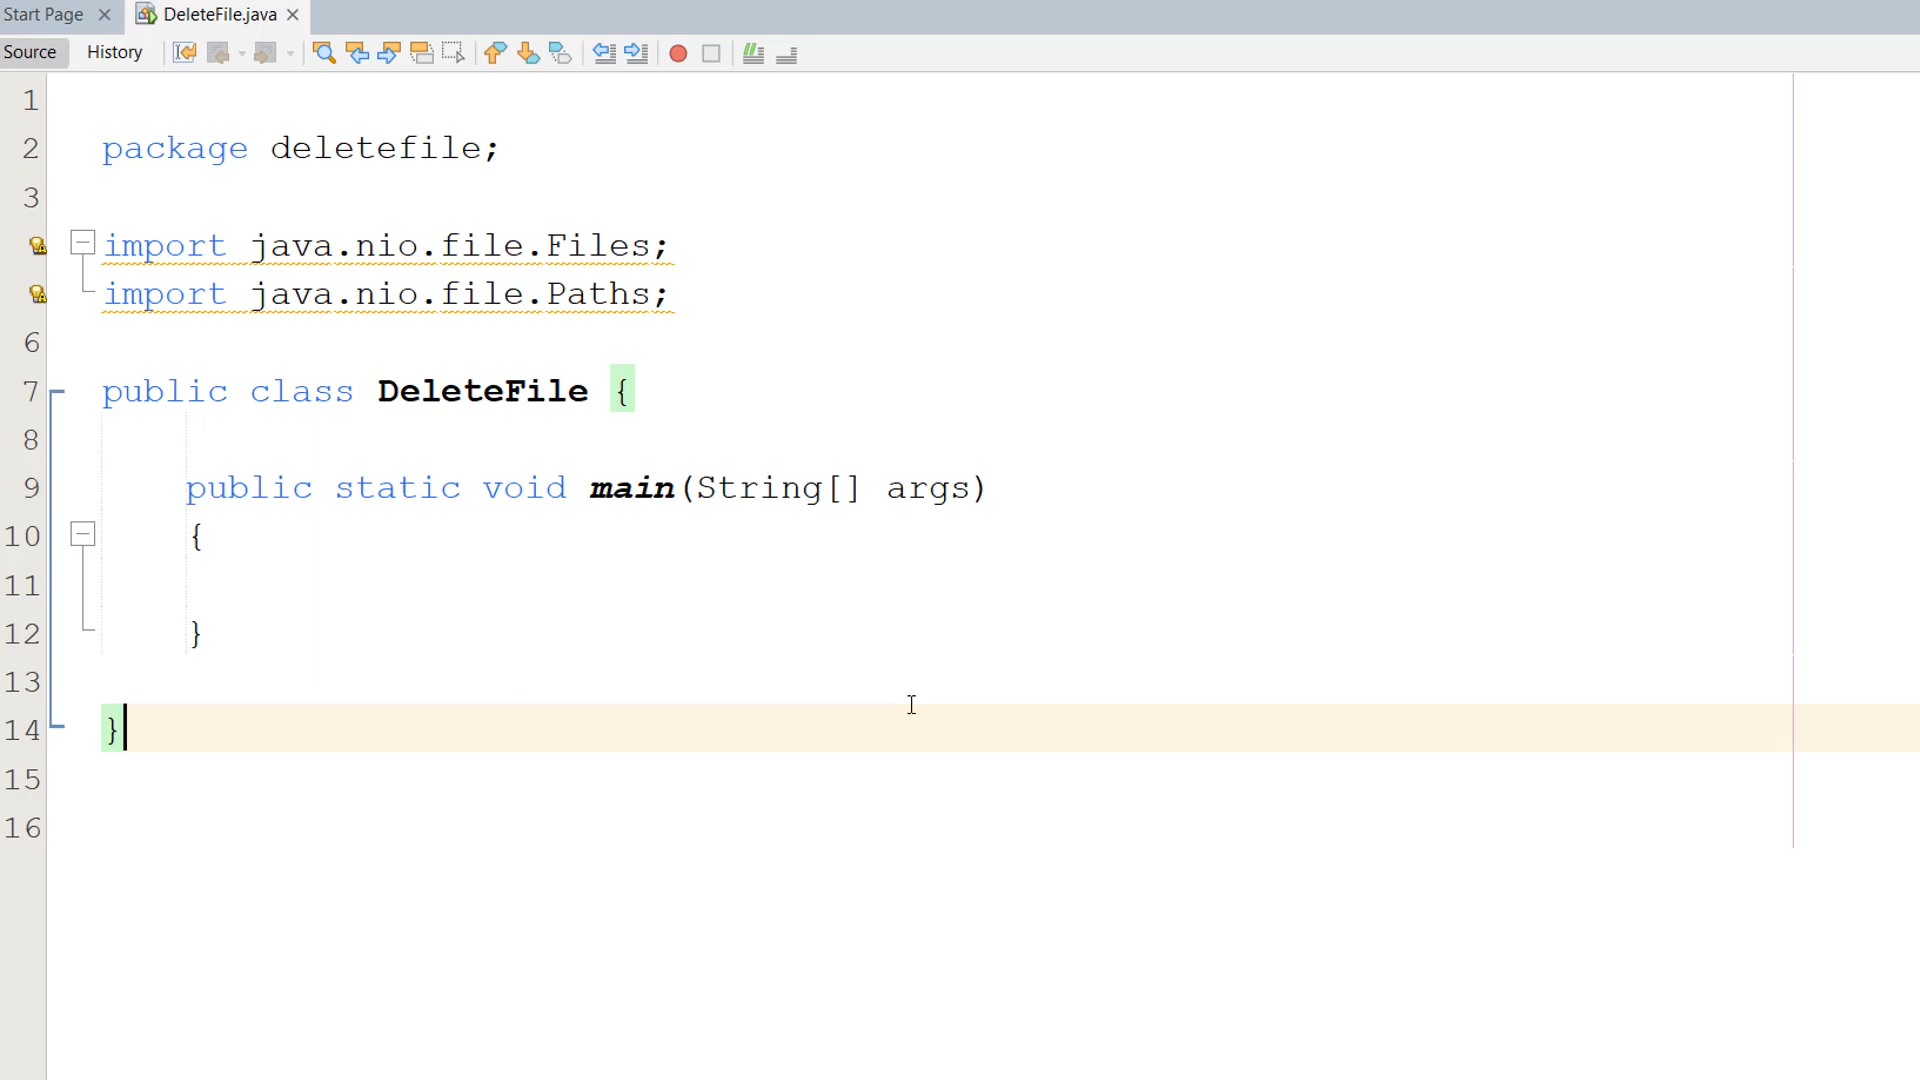 Start Page DeleteFile.java
Source History
1
2 package deletefile;
3
import java.nio.file.Files;
import java.nio.file.Paths;
6
7 public class DeleteFile {
8
9 public static void main(String[] args)
10 {
11
12 }
13
14 }
15
16